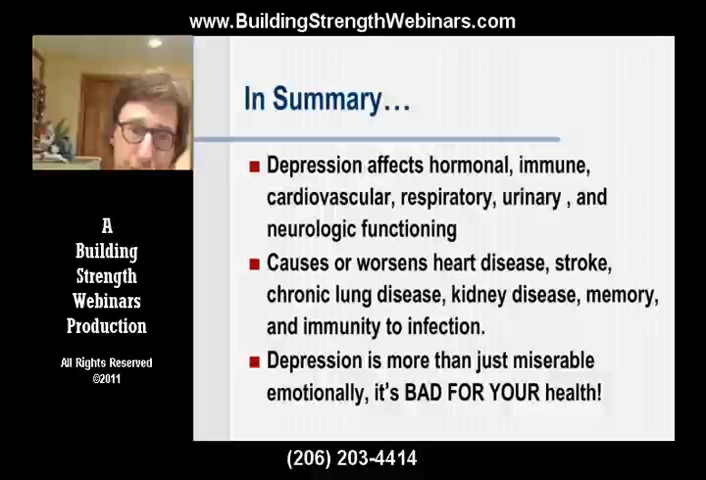 www.BuildingStrengthWebinars.com
In Summary...
Depression affects hormonal, immune,
cardiovascular, respiratory, urinary , and
neurologic functioning
Causes or worsens heart disease, stroke,
chronic lung disease, kidney disease, memory,
and immunity to infection.
Depression is more than just miserable
emotionally, it's BAD FOR YOUR health!
A
Building
Strength
Webinars
Production
All Rights Reserved
©2011
(206) 203-4414